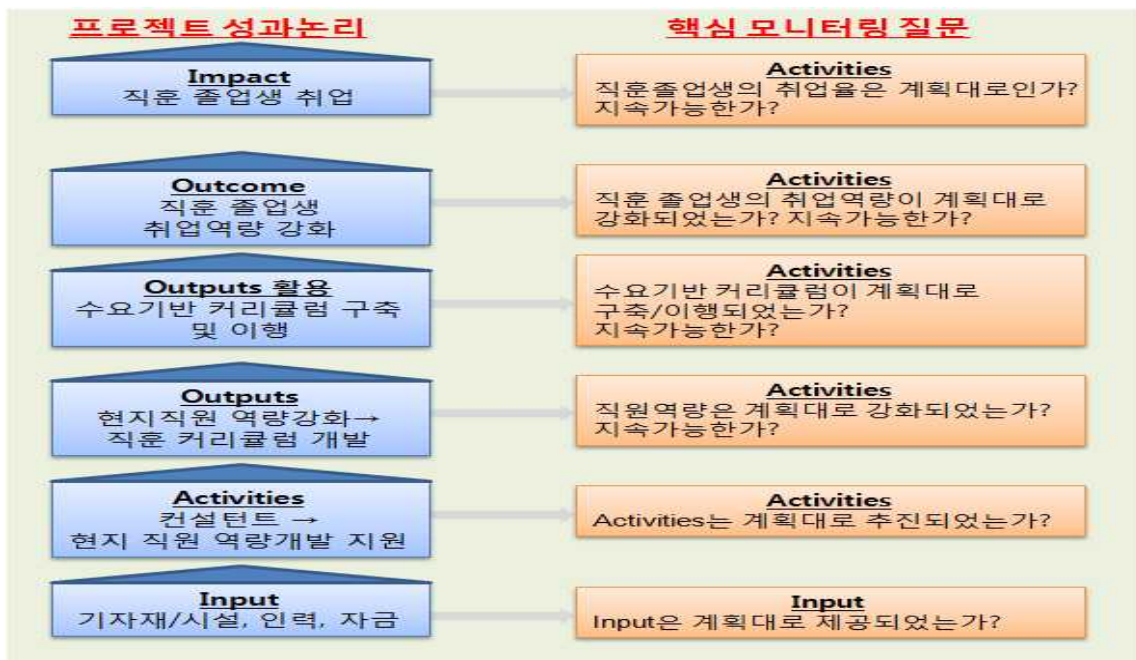 프로젝트 성과논리
핵심 모니터링 질문
Impact
직훈 졸업생 취업
Activities
직훈졸업생의 취업율은 계획대로인가?
지속가능한가?
Outcome
직훈 졸업생
취업역량 강화
Activities
직훈 졸업생의 취업역량이 계획대로
강화되었는가? 지속가능한가?
Outputs 활용
수요기반 커리큘럼 구축
및 이행
Activities
수요기반 커리큘럼이 계획대로
구축/이행되었는가?
지속가능한가?
Outputs
현지직원 역량강화→
직훈 커리큘럼 개발
Activities
직원역량은 계획대로 강화되었는가?
지속가능한가?
Activities
컨설턴트 →
현지 직원 역량개발 지원
Activities
Activities는 계획대로 추진되었는가?
Input
기자재/시설, 인력, 자금
Input
Input은 계획대로 제공되었는가?